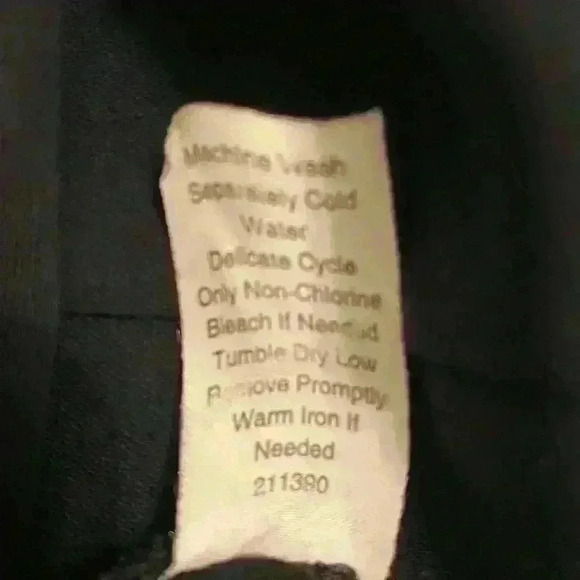 Machine Wash
Separately Cold
Water
Delicate Cycle
Only Non-Chlorine
Bleach If Needed
Tumble Dry Low
Remove Promptly
Warm Iron If
Needed
211390